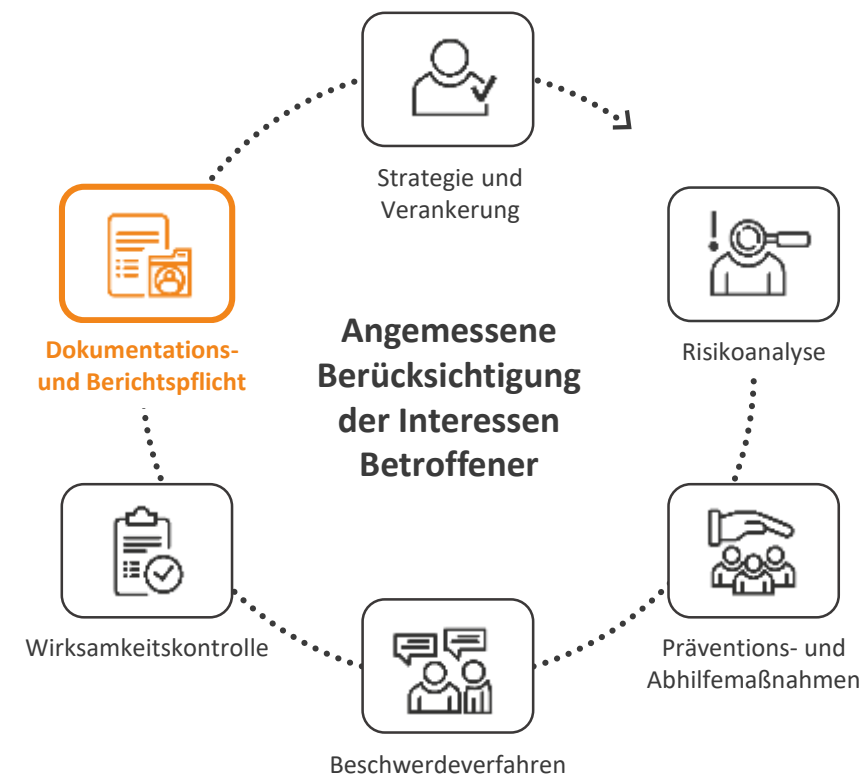 Strategie und
Verankerung
Risikoanalyse
Präventions- und
Abhilfemaßnahmen
Beschwerdeverfahren
Wirksamkeitskontrolle
Dokumentations-
und Berichtspflicht
Angemessene
Berücksichtigung
der Interessen
Betroffener